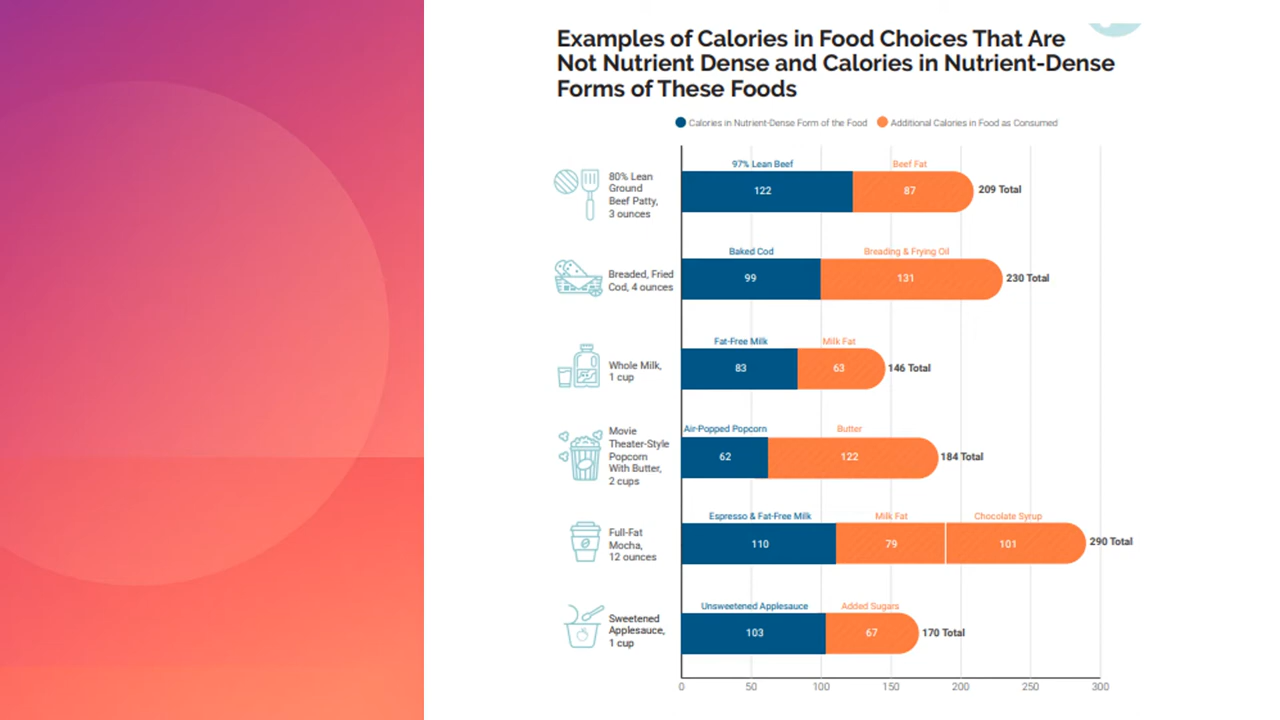 Examples of Calories in Food Choices That Are
Not Nutrient Dense and Calories in Nutrient-Dense
Forms of These Foods
Calories in Nutrient-Dense Form of the Food
Additional Calories in Food as Consumed
80% Lean
Ground
Beef Patty,
3 ounces
97% Lean Beef
Beef Fat
122
87
209 Total
Breaded, Fried
Cod, 4 ounces
Baked Cod
Breading & Frying Oil
99
131
230 Total
Whole Milk,
1 cup
Fat-Free Milk
Milk Fat
83
63
146 Total
Movie
Theater-Style
Popcorn
With Butter,
2 cups
Air-Popped Popcorn
Butter
62
122
184 Total
Full-Fat
Mocha,
12 ounces
Espresso & Fat-Free Milk
Milk Fat
Chocolate Syrup
110
79
101
290 Total
Sweetened
Applesauce,
1 cup
Unsweetened Applesauce
Added Sugars
103
67
170 Total
0
50
100
150
200
250
300